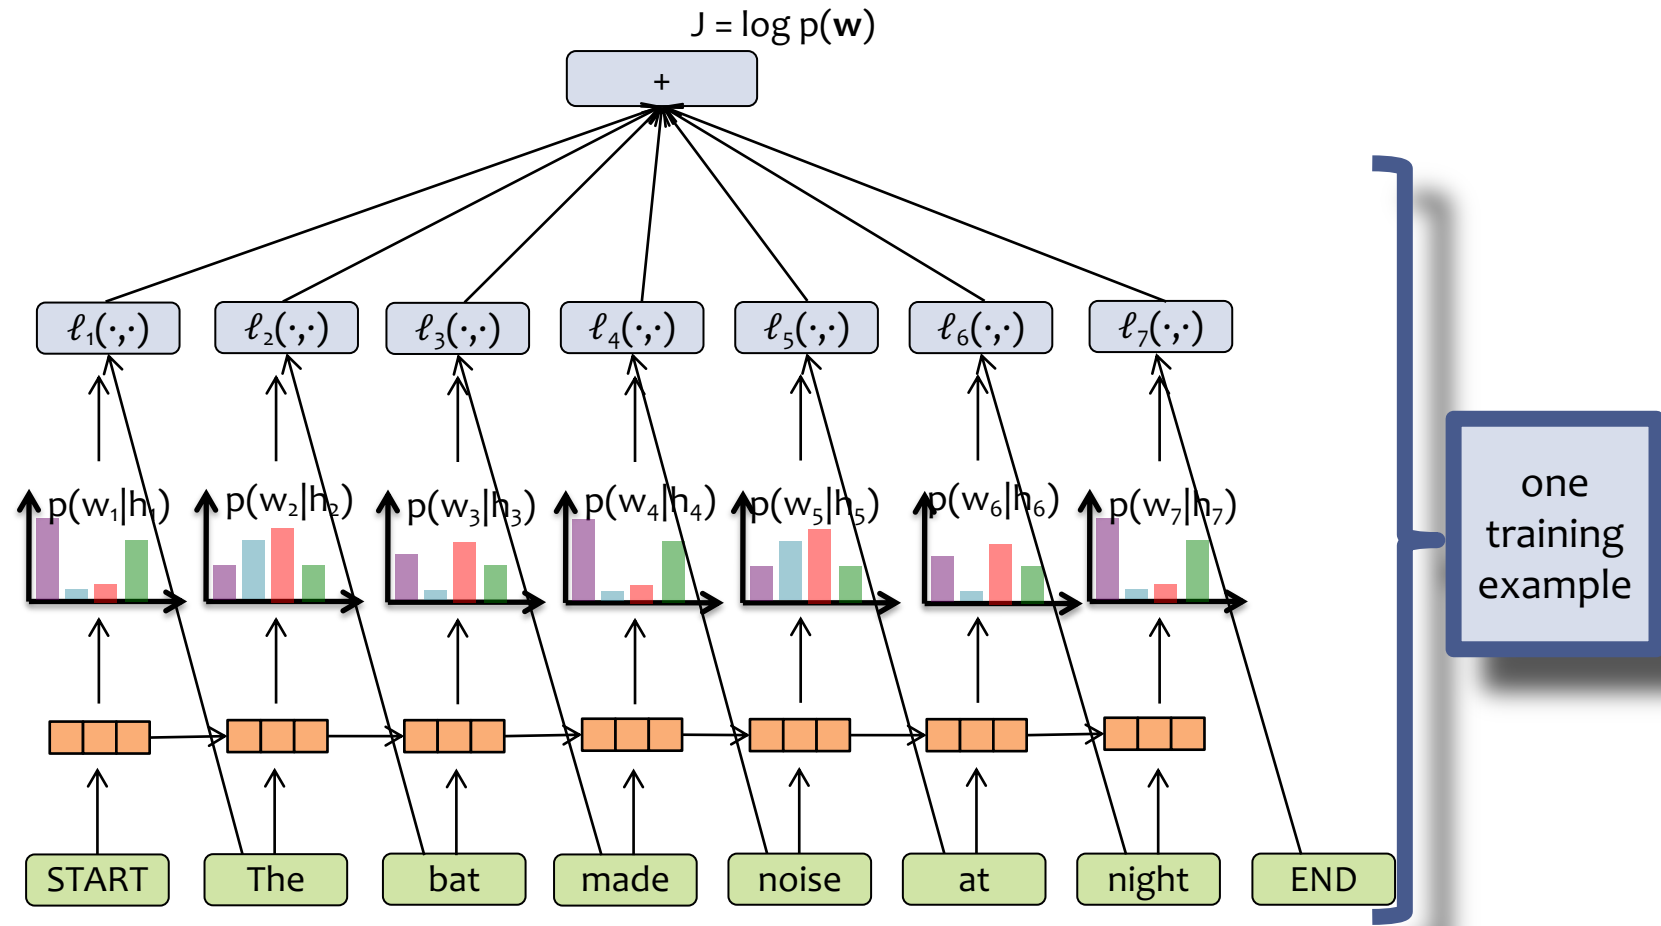 J = log p(w)
+
ℓ₁(·,·) ℓ₂(·,·) ℓ₃(·,·) ℓ₄(·,·) ℓ₅(·,·) ℓ₆(·,·) ℓ₇(·,·)
p(w₁|h₁) p(w₂|h₂) p(w₃|h₃) p(w₄|h₄) p(w₅|h₅) p(w₆|h₆) p(w₇|h₇)
one
training
example
START The bat made noise at night END